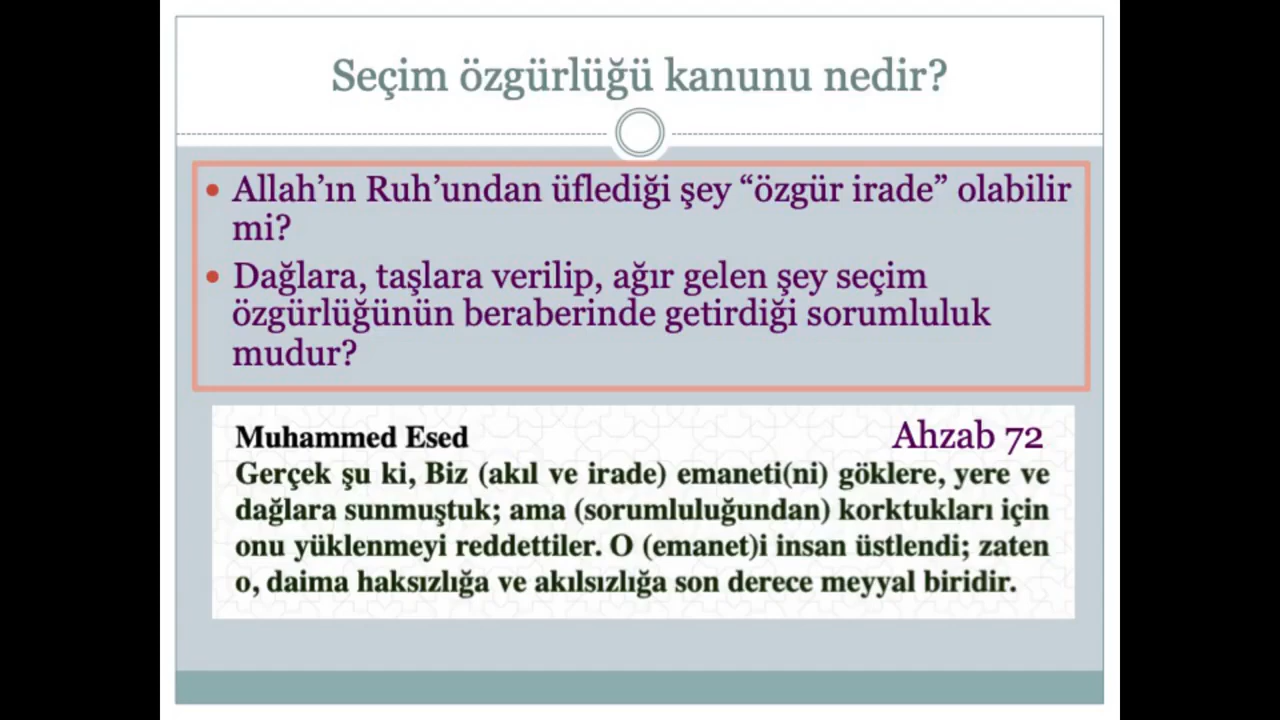 Seçim özgürlüğü kanunu nedir?
• Allah’ın Ruh’undan üflediği şey “özgür irade” olabilir
mi?
• Dağlara, taşlara verilip, ağır gelen şey seçim
özgürlüğünün beraberinde getirdiği sorumluluk
mudur?
Muhammed Esed Ahzab 72
Gerçek şu ki, Biz (akıl ve irade) emaneti(ni) göklere, yere ve
dağlara sunmuştuk; ama (sorumluluğundan) korktukları için
onu yüklenmeyi reddettiler. O (emanet)i insan üstlendi; zaten
o, daima haksızlığa ve akılsızlığa son derece meyyal biridir.